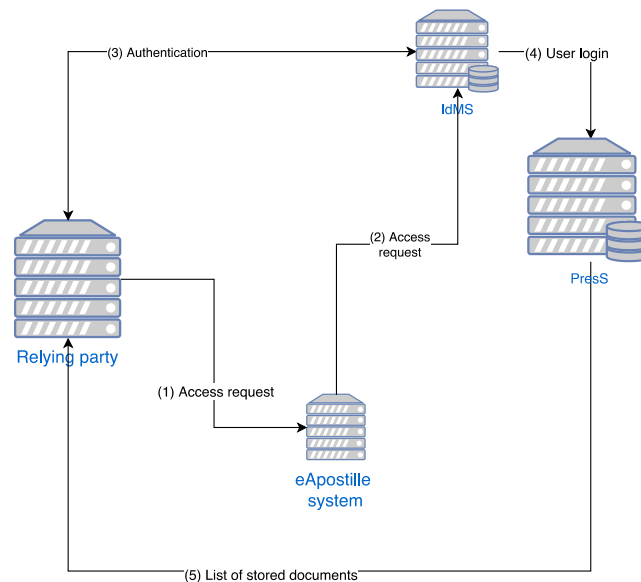 (3) Authentication
(4) User login
IdMS
(2) Access
request
PresS
Relying party
(1) Access request
eApostille
system
(5) List of stored documents